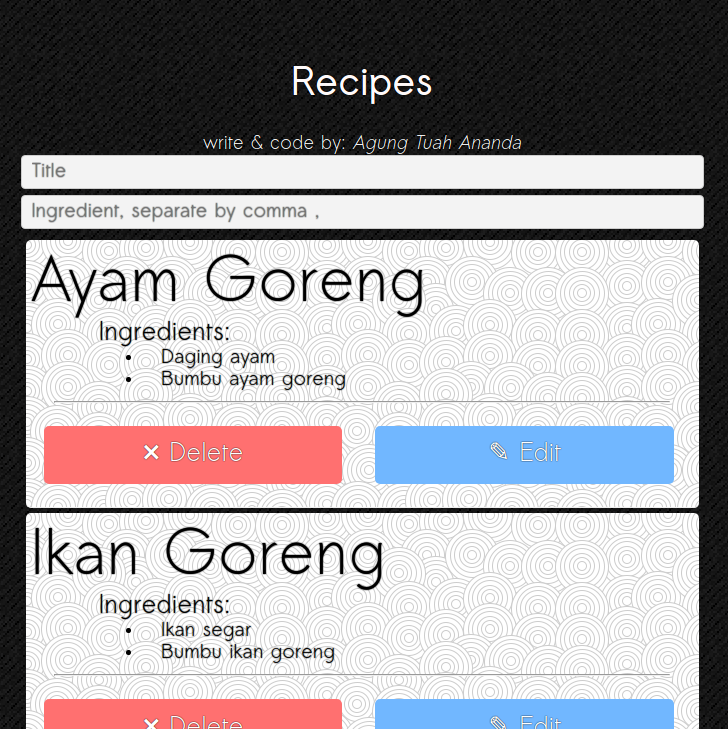 Recipes
write & code by: Agung Tuah Ananda
Title
Ingredient, separate by comma ,
Ayam Goreng
Ingredients:
• Daging ayam
• Bumbu ayam goreng
✕ Delete
✎ Edit
Ikan Goreng
Ingredients:
• Ikan segar
• Bumbu ikan goreng
✕ Delete
✎ Edit